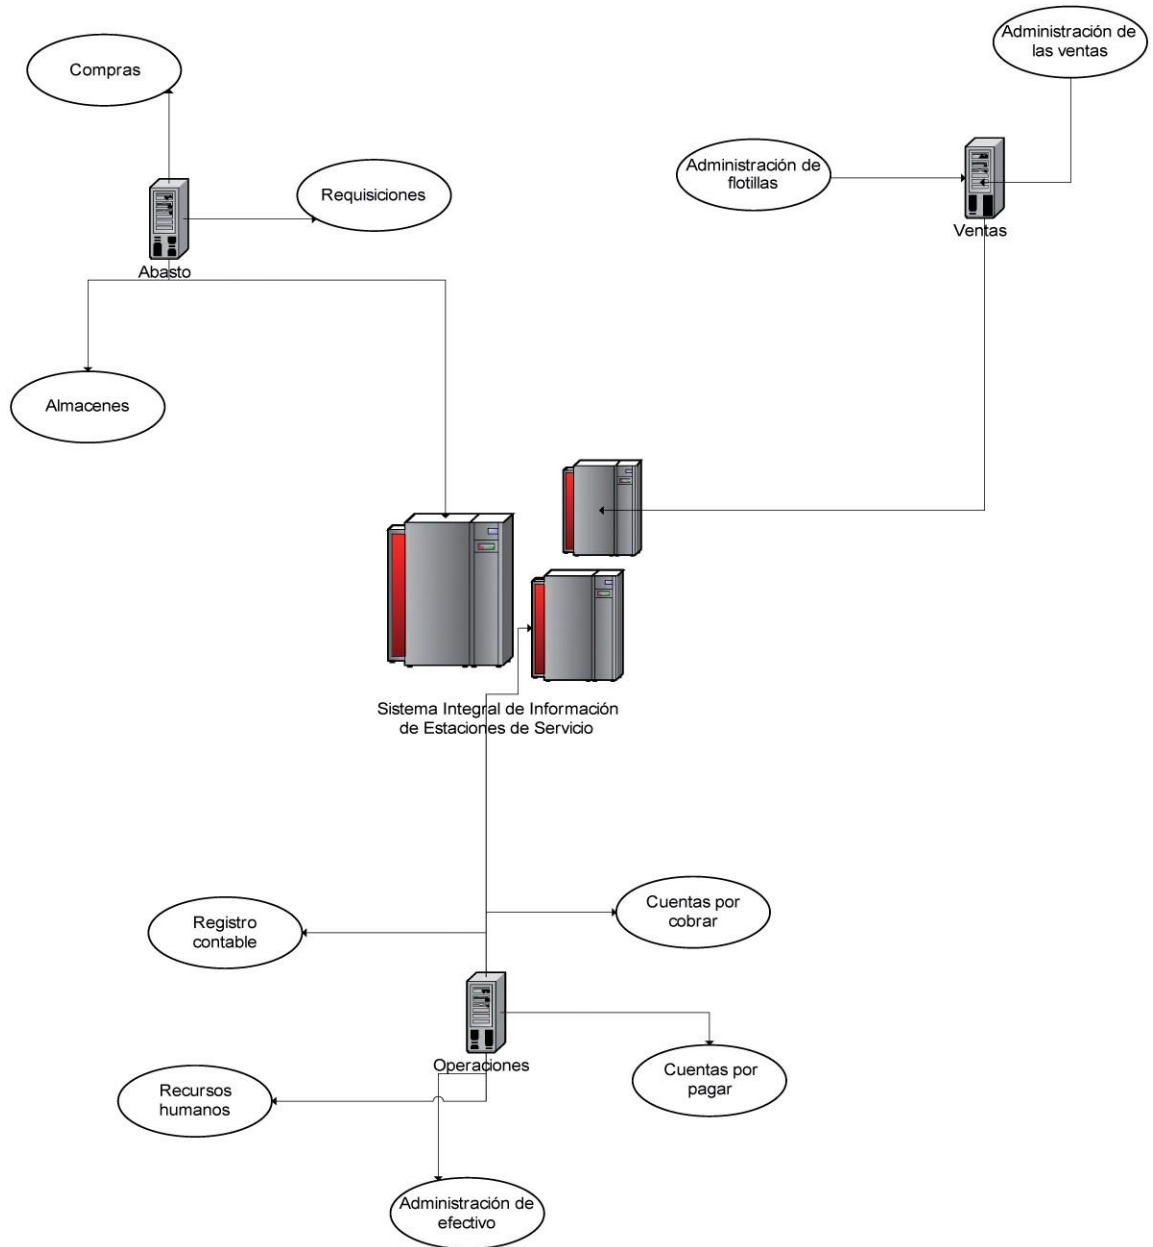 Administración de
las ventas
Compras
Administración de
flotillas
Requisiciones
Ventas
Abasto
Almacenes
Sistema Integral de Información
de Estaciones de Servicio
Cuentas por
cobrar
Registro
contable
Operaciones
Cuentas por
pagar
Recursos
humanos
Administración de
efectivo